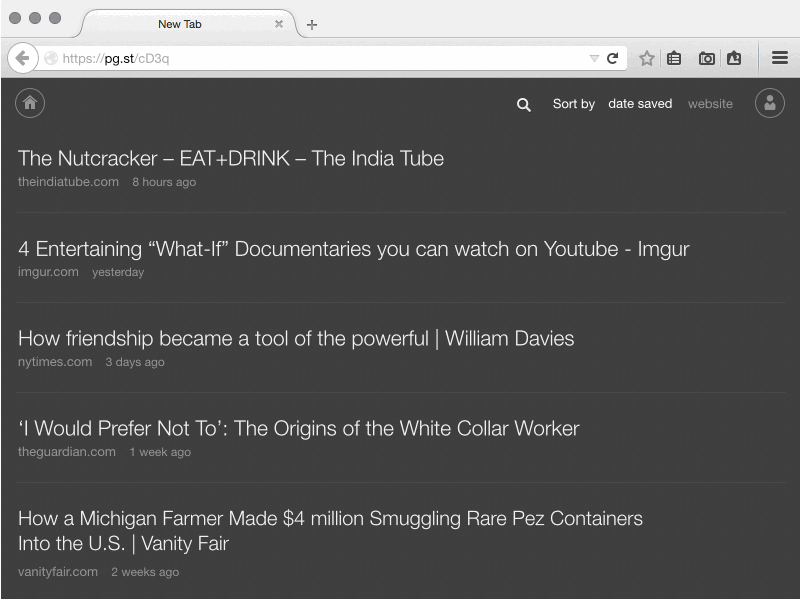 New Tab
https://pg.st/cD3q
Sort by date saved website
The Nutcracker – EAT+DRINK – The India Tube
theindiatube.com 8 hours ago
4 Entertaining “What-If” Documentaries you can watch on Youtube - Imgur
imgur.com yesterday
How friendship became a tool of the powerful | William Davies
nytimes.com 3 days ago
‘I Would Prefer Not To’: The Origins of the White Collar Worker
theguardian.com 1 week ago
How a Michigan Farmer Made $4 million Smuggling Rare Pez Containers
Into the U.S. | Vanity Fair
vanityfair.com 2 weeks ago